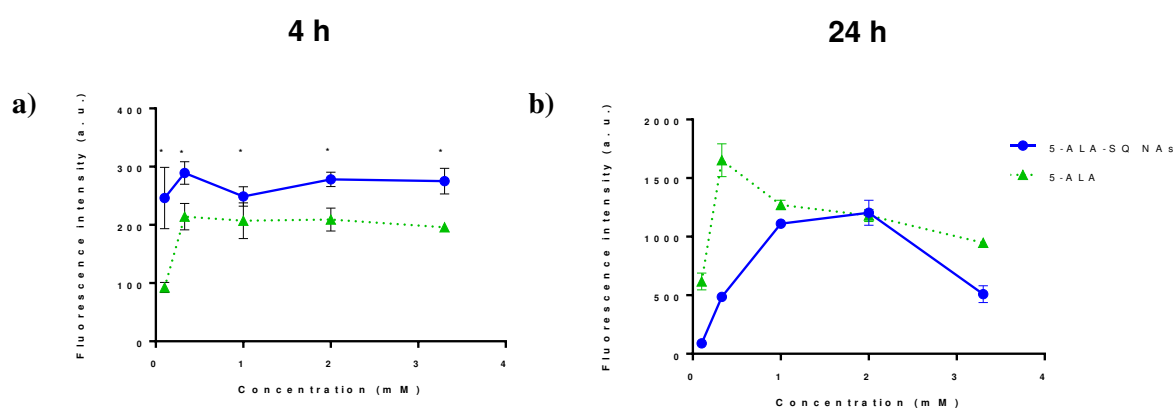 4 h
24 h
a)
b)
Fluorescence intensity (a.u.)
400
300
200
100
0
* * * * *
0 1 2 3 4
Concentration (mM)
Fluorescence intensity (a.u.)
2000
1500
1000
500
0
0 1 2 3 4
Concentration (mM)
5-ALA-SQ NAs
5-ALA